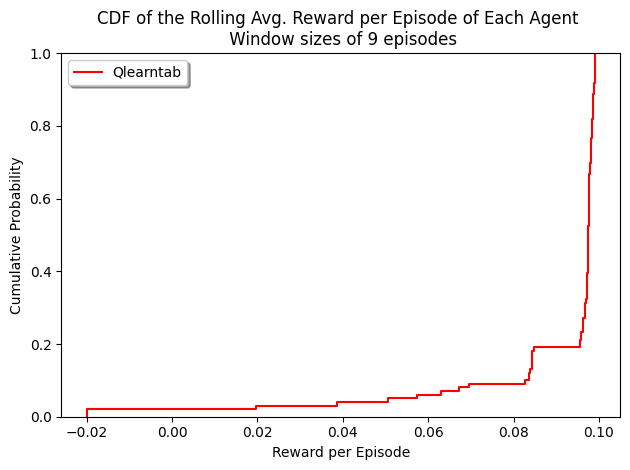 CDF of the Rolling Avg. Reward per Episode of Each Agent
Window sizes of 9 episodes
Qlearntab
Cumulative Probability
1.0
0.8
0.6
0.4
0.2
0.0
−0.02 0.00 0.02 0.04 0.06 0.08 0.10
Reward per Episode